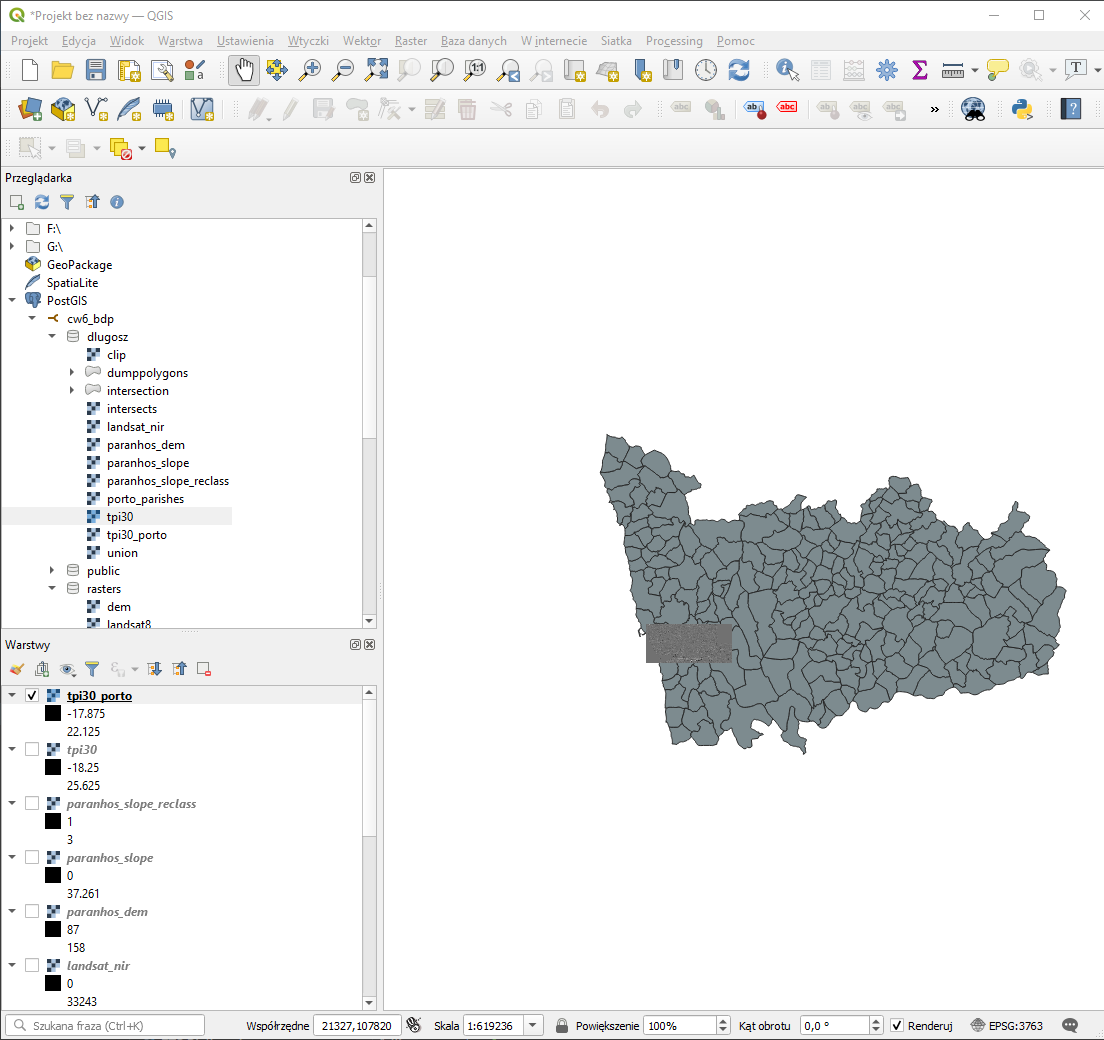 *Projekt bez nazwy — QGIS
Projekt Edycja Widok Warstwa Ustawienia Wtyczki Wektor Raster Baza danych W internecie Siatka Processing Pomoc
1:1 T
abc ab abc ab abc abc » ?
Przeglądarka
F:\
G:\
GeoPackage
SpatiaLite
PostGIS
cw6_bdp
dlugosz
clip
dumppolygons
intersection
intersects
landsat_nir
paranhos_dem
paranhos_slope
paranhos_slope_reclass
porto_parishes
tpi30
tpi30_porto
union
public
rasters
dem
landsat8
Warstwy
tpi30_porto
-17.875
22.125
tpi30
-18.25
25.625
paranhos_slope_reclass
1
3
paranhos_slope
0
37.261
paranhos_dem
87
158
landsat_nir
0
33243
Szukana fraza (Ctrl+K) Współrzędne 21327,107820 Skala 1:619236 Powiększenie 100% Kąt obrotu 0,0 ° Renderuj EPSG:3763